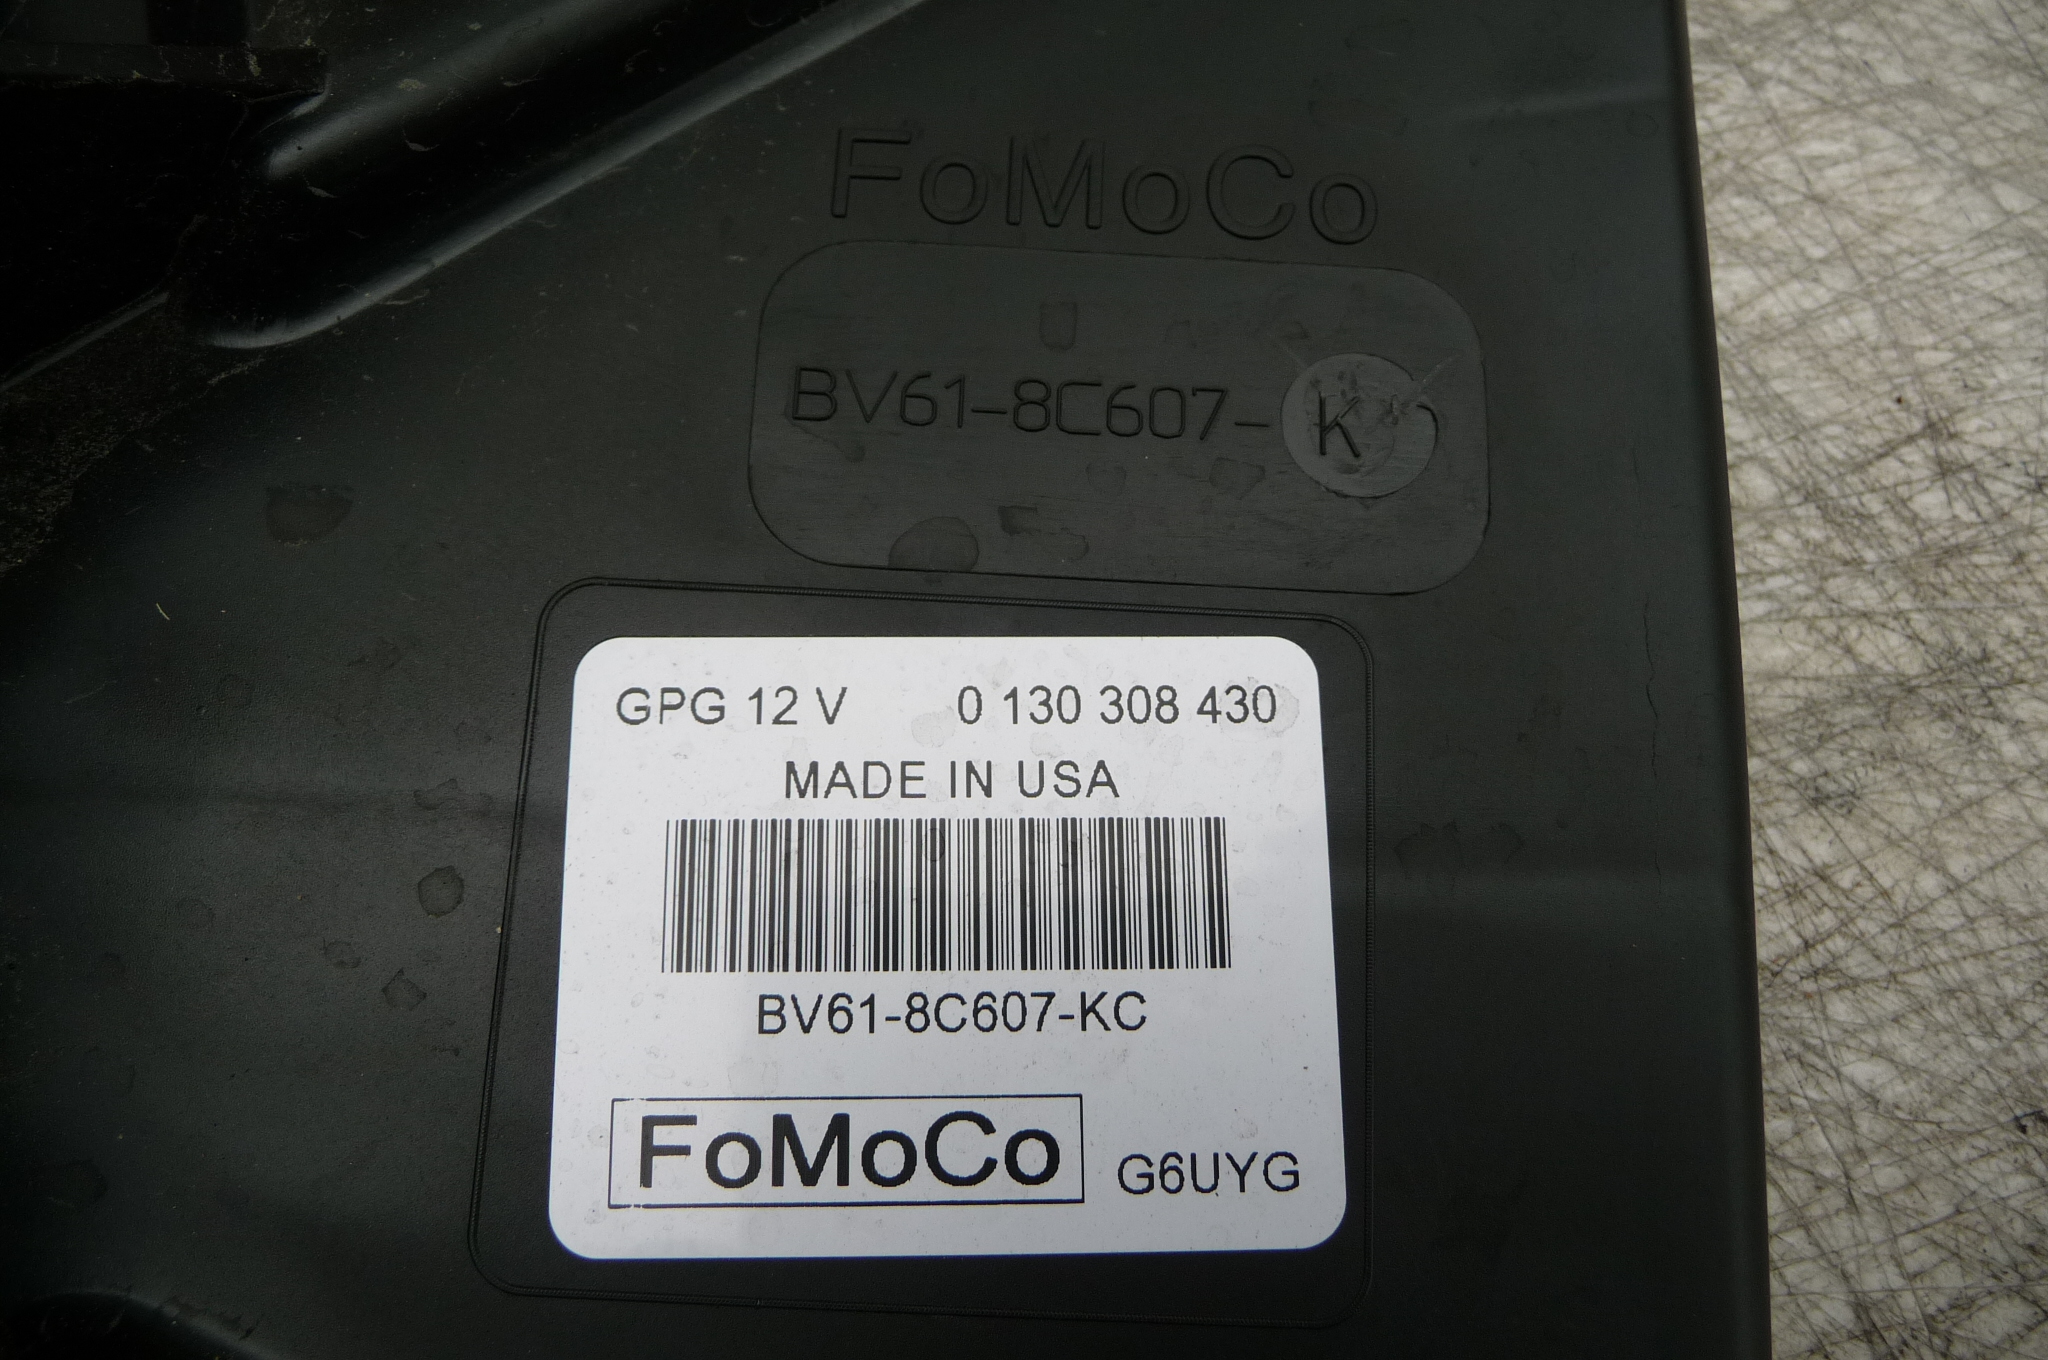 FoMoCo
BV61-8C607-K
GPG 12 V 0 130 308 430
MADE IN USA
BV61-8C607-KC
FoMoCo G6UYG